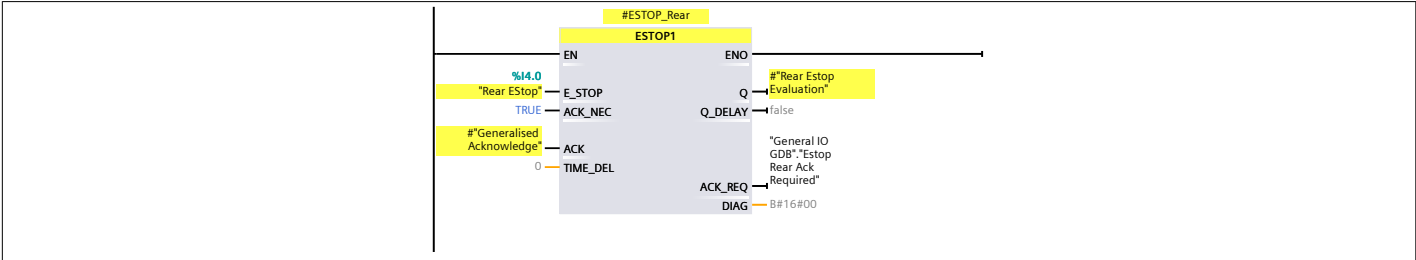 #ESTOP_Rear
ESTOP1
EN
ENO
%I4.0
"Rear EStop"
E_STOP
TRUE
ACK_NEC
#"Generalised
Acknowledge"
ACK
0
TIME_DEL
Q
#"Rear Estop
Evaluation"
Q_DELAY
false
"General IO
GDB"."Estop
Rear Ack
Required"
ACK_REQ
DIAG
B#16#00